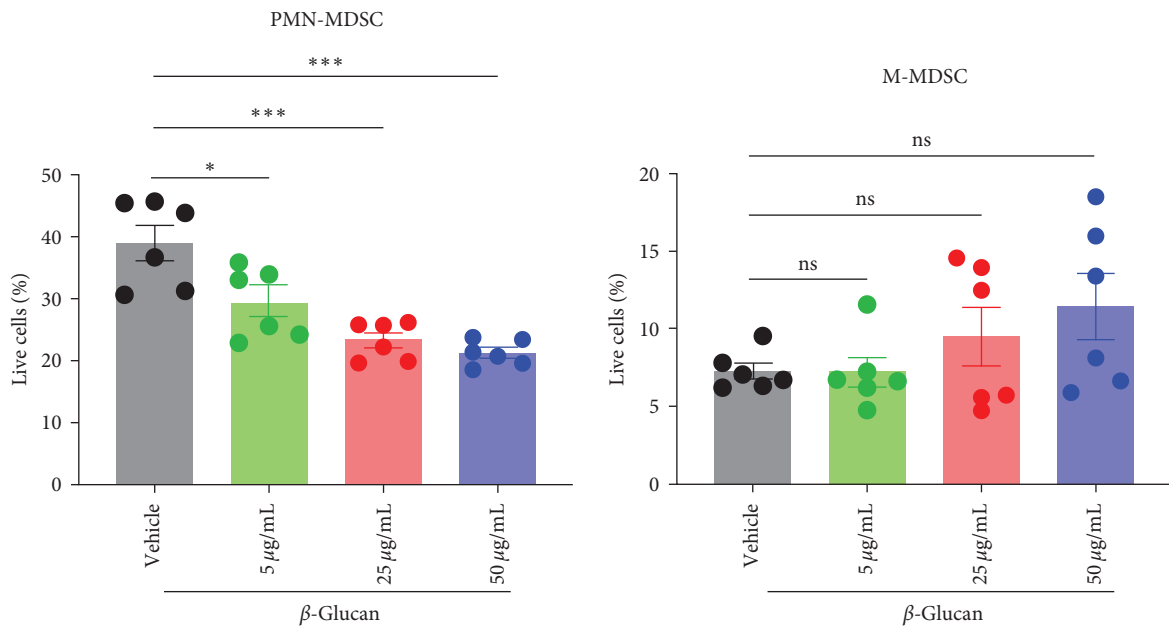 PMN-MDSC
***
***
*
50
40
30
20
10
0
Live cells (%)
Vehicle
5 µg/mL
25 µg/mL
50 µg/mL
β-Glucan
M-MDSC
ns
ns
ns
20
15
10
5
0
Live cells (%)
Vehicle
5 µg/mL
25 µg/mL
50 µg/mL
β-Glucan